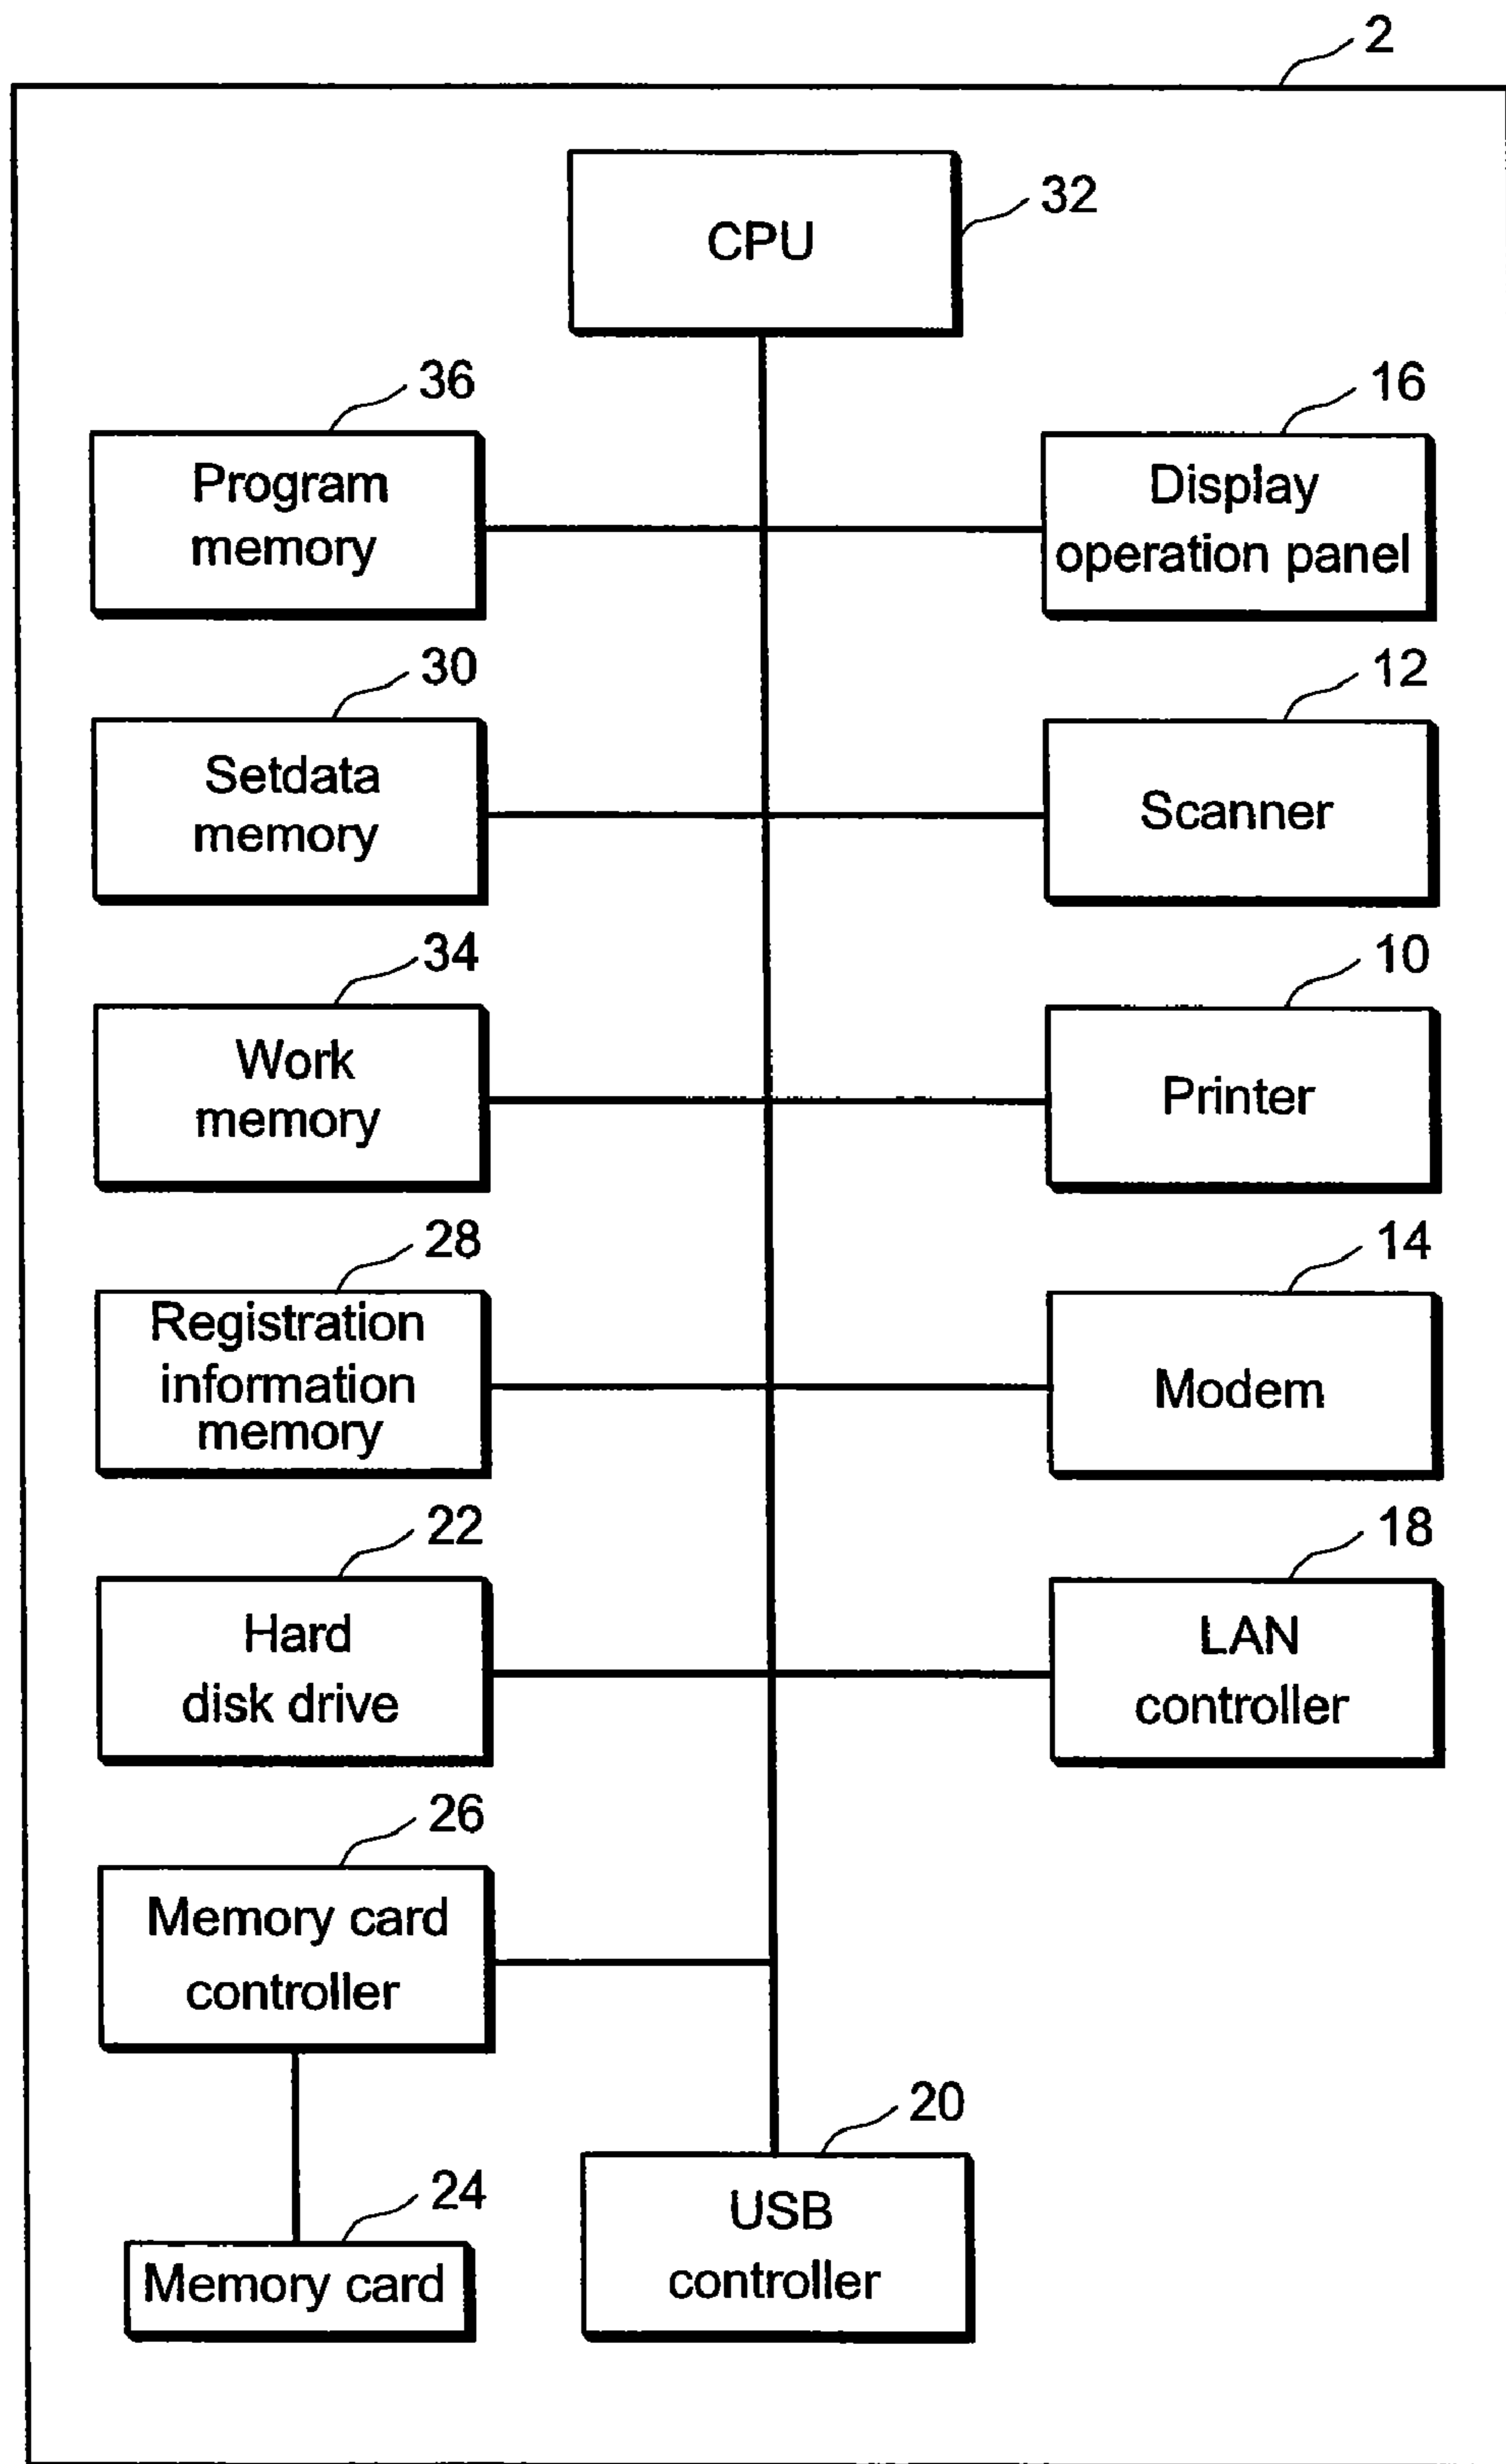 2
CPU
32
36
16
Program
memory
Display
operation panel
30
12
Setdata
memory
Scanner
34
10
Work
memory
Printer
28
14
Registration
information
memory
Modem
22
18
Hard
disk drive
LAN
controller
26
Memory card
controller
20
24
USB
controller
Memory card